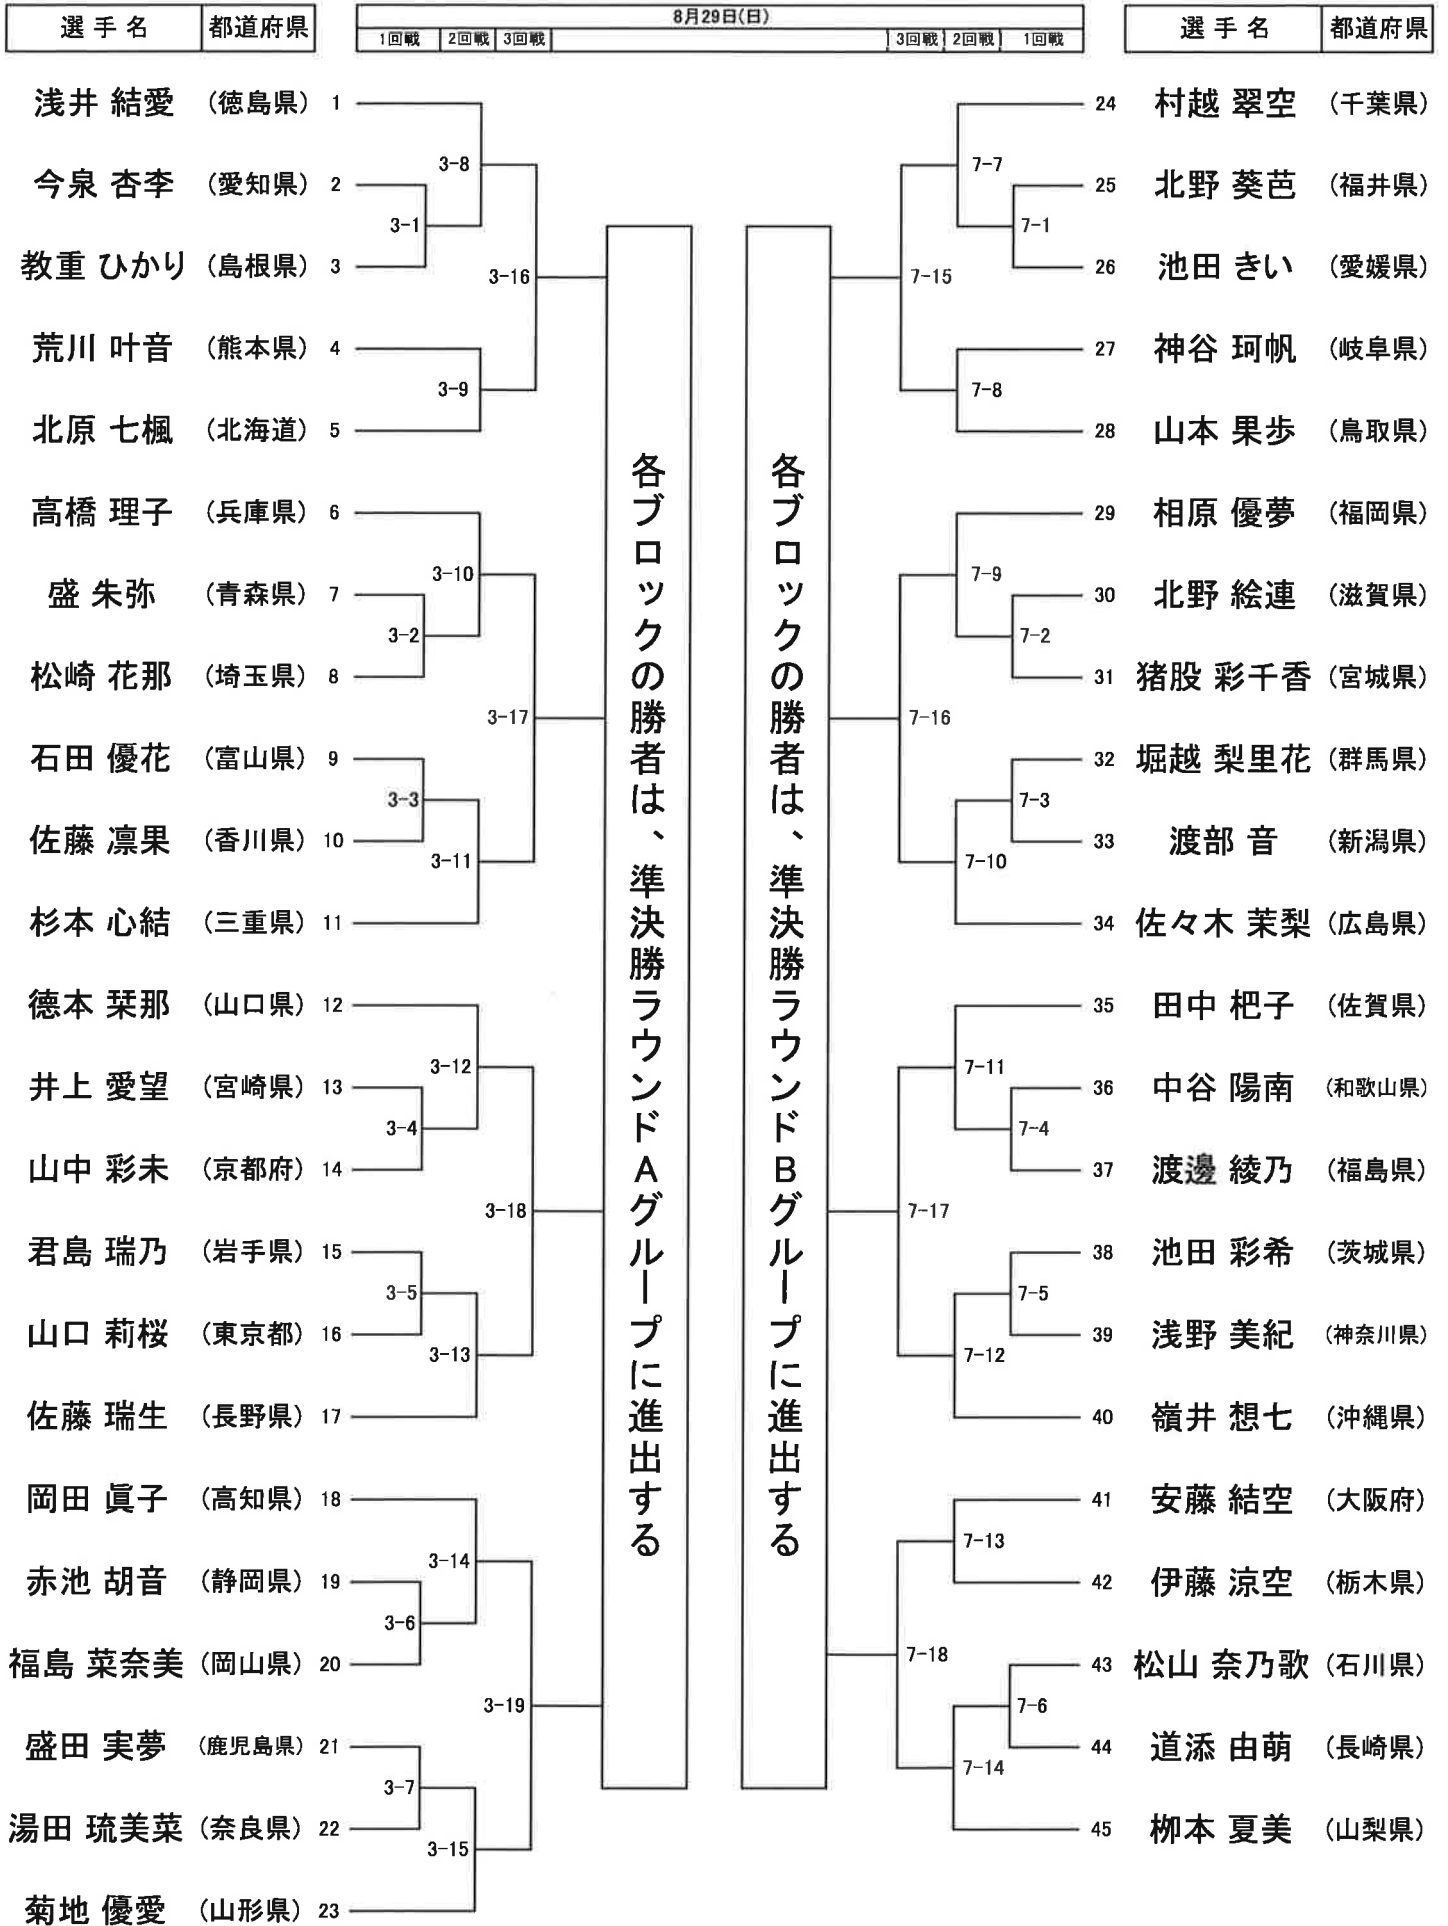 選手名 都道府県 8月29日(日) 選手名 都道府県
1回戦 2回戦 3回戦 3回戦 2回戦 1回戦
浅井 結愛 (徳島県) 1
3-8
今泉 杏李 (愛知県) 2
3-1
教重 ひかり (島根県) 3
3-16
荒川 叶音 (熊本県) 4
3-9
北原 七楓 (北海道) 5
高橋 理子 (兵庫県) 6
3-10
盛 朱弥 (青森県) 7
3-2
松崎 花那 (埼玉県) 8
3-17
石田 優花 (富山県) 9
3-3
佐藤 凛果 (香川県) 10
3-11
杉本 心結 (三重県) 11
德本 栞那 (山口県) 12
3-12
井上 愛望 (宮崎県) 13
3-4
山中 彩未 (京都府) 14
3-18
君島 瑞乃 (岩手県) 15
3-5
山口 莉桜 (東京都) 16
3-13
佐藤 瑞生 (長野県) 17
岡田 眞子 (高知県) 18
3-14
赤池 胡音 (静岡県) 19
3-6
福島 菜奈美 (岡山県) 20
3-19
盛田 実夢 (鹿児島県) 21
3-7
湯田 琉美菜 (奈良県) 22
3-15
菊地 優愛 (山形県) 23
各ブロックの勝者は、準決勝ラウンドAグループに進出する
各ブロックの勝者は、準決勝ラウンドBグループに進出する
24 村越 翠空 (千葉県)
7-7
25 北野 葵芭 (福井県)
7-1
26 池田 きい (愛媛県)
7-15
27 神谷 珂帆 (岐阜県)
7-8
28 山本 果歩 (鳥取県)
29 相原 優夢 (福岡県)
7-9
30 北野 絵連 (滋賀県)
7-2
31 猪股 彩千香 (宮城県)
7-16
32 堀越 梨里花 (群馬県)
7-3
33 渡部 音 (新潟県)
7-10
34 佐々木 茉梨 (広島県)
35 田中 杷子 (佐賀県)
7-11
36 中谷 陽南 (和歌山県)
7-4
37 渡邊 綾乃 (福島県)
7-17
38 池田 彩希 (茨城県)
7-5
39 浅野 美紀 (神奈川県)
7-12
40 嶺井 想七 (沖縄県)
41 安藤 結空 (大阪府)
7-13
42 伊藤 涼空 (栃木県)
7-18
43 松山 奈乃歌 (石川県)
7-6
44 道添 由萌 (長崎県)
7-14
45 栁本 夏美 (山梨県)